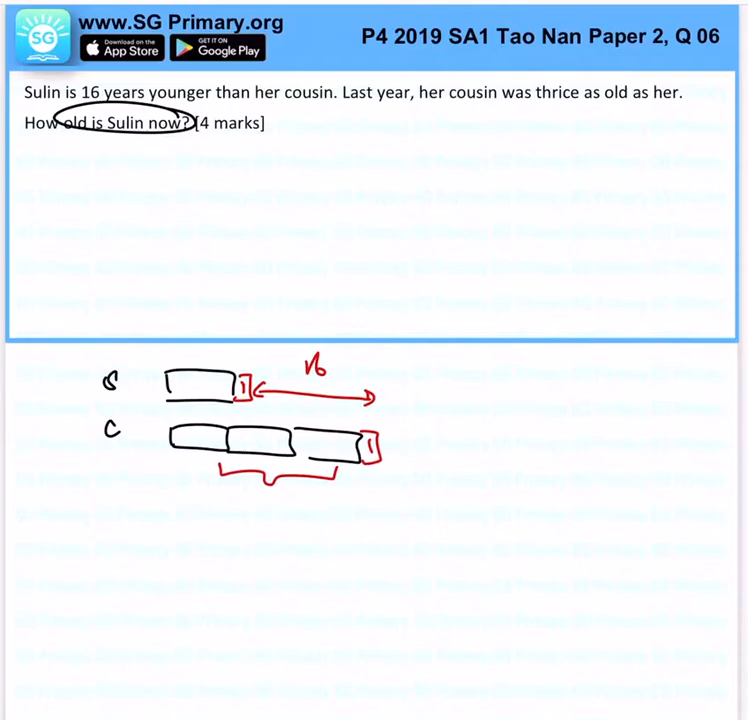 www.SG Primary.org
P4 2019 SA1 Tao Nan Paper 2, Q 06
SG
Download on the App Store
GET IT ON Google Play
Sulin is 16 years younger than her cousin. Last year, her cousin was thrice as old as her.
How old is Sulin now? [4 marks]
16
S 1
C 1